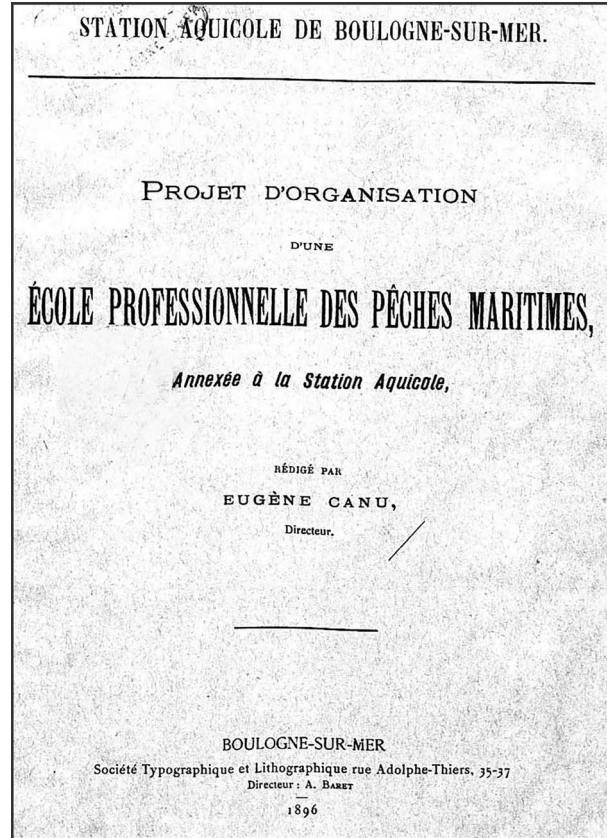 STATION AQUICOLE DE BOULOGNE-SUR-MER.
PROJET D'ORGANISATION
D'UNE
ÉCOLE PROFESSIONNELLE DES PÊCHES MARITIMES,
Annexée à la Station Aquicole,
RÉDIGÉ PAR
EUGÈNE CANU,
Directeur.
BOULOGNE-SUR-MER
Société Typographique et Lithographique rue Adolphe-Thiers, 35-37
Directeur : A. BARET
1896